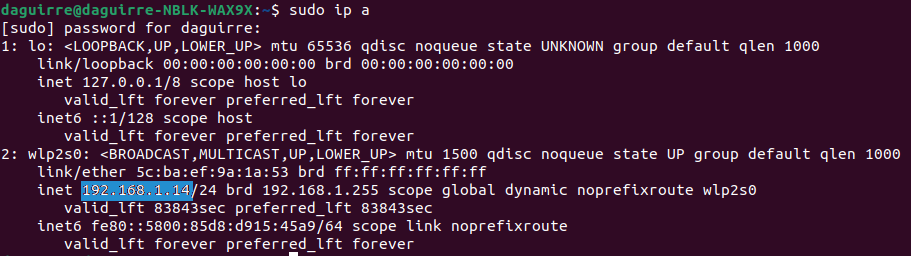 daguirre@daguirre-NBLK-WAX9X:~$ sudo ip a
[sudo] password for daguirre:
1: lo: <LOOPBACK,UP,LOWER_UP> mtu 65536 qdisc noqueue state UNKNOWN group default qlen 1000
    link/loopback 00:00:00:00:00:00 brd 00:00:00:00:00:00
    inet 127.0.0.1/8 scope host lo
       valid_lft forever preferred_lft forever
    inet6 ::1/128 scope host
       valid_lft forever preferred_lft forever
2: wlp2s0: <BROADCAST,MULTICAST,UP,LOWER_UP> mtu 1500 qdisc noqueue state UP group default qlen 1000
    link/ether 5c:ba:ef:9a:1a:53 brd ff:ff:ff:ff:ff:ff
    inet 192.168.1.14/24 brd 192.168.1.255 scope global dynamic noprefixroute wlp2s0
       valid_lft 83843sec preferred_lft 83843sec
    inet6 fe80::5800:85d8:d915:45a9/64 scope link noprefixroute
       valid_lft forever preferred_lft forever